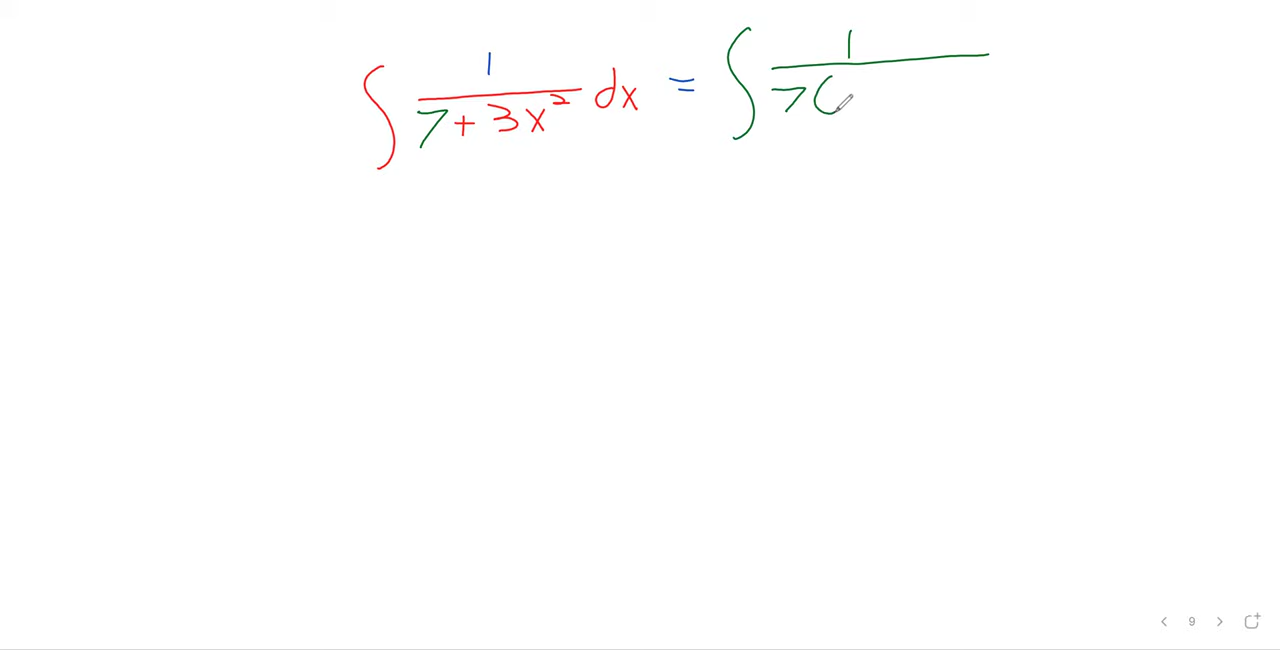 ∫ 1/(7 + 3x²) dx = ∫ 1/(7(
< 9 >